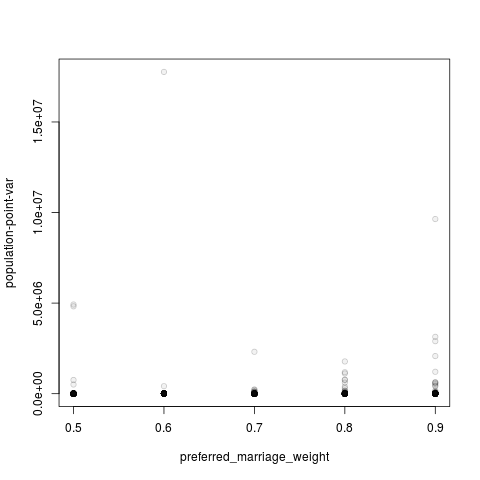 population-point-var
1.5e+07
1.0e+07
5.0e+06
0.0e+00
0.5 0.6 0.7 0.8 0.9
preferred_marriage_weight